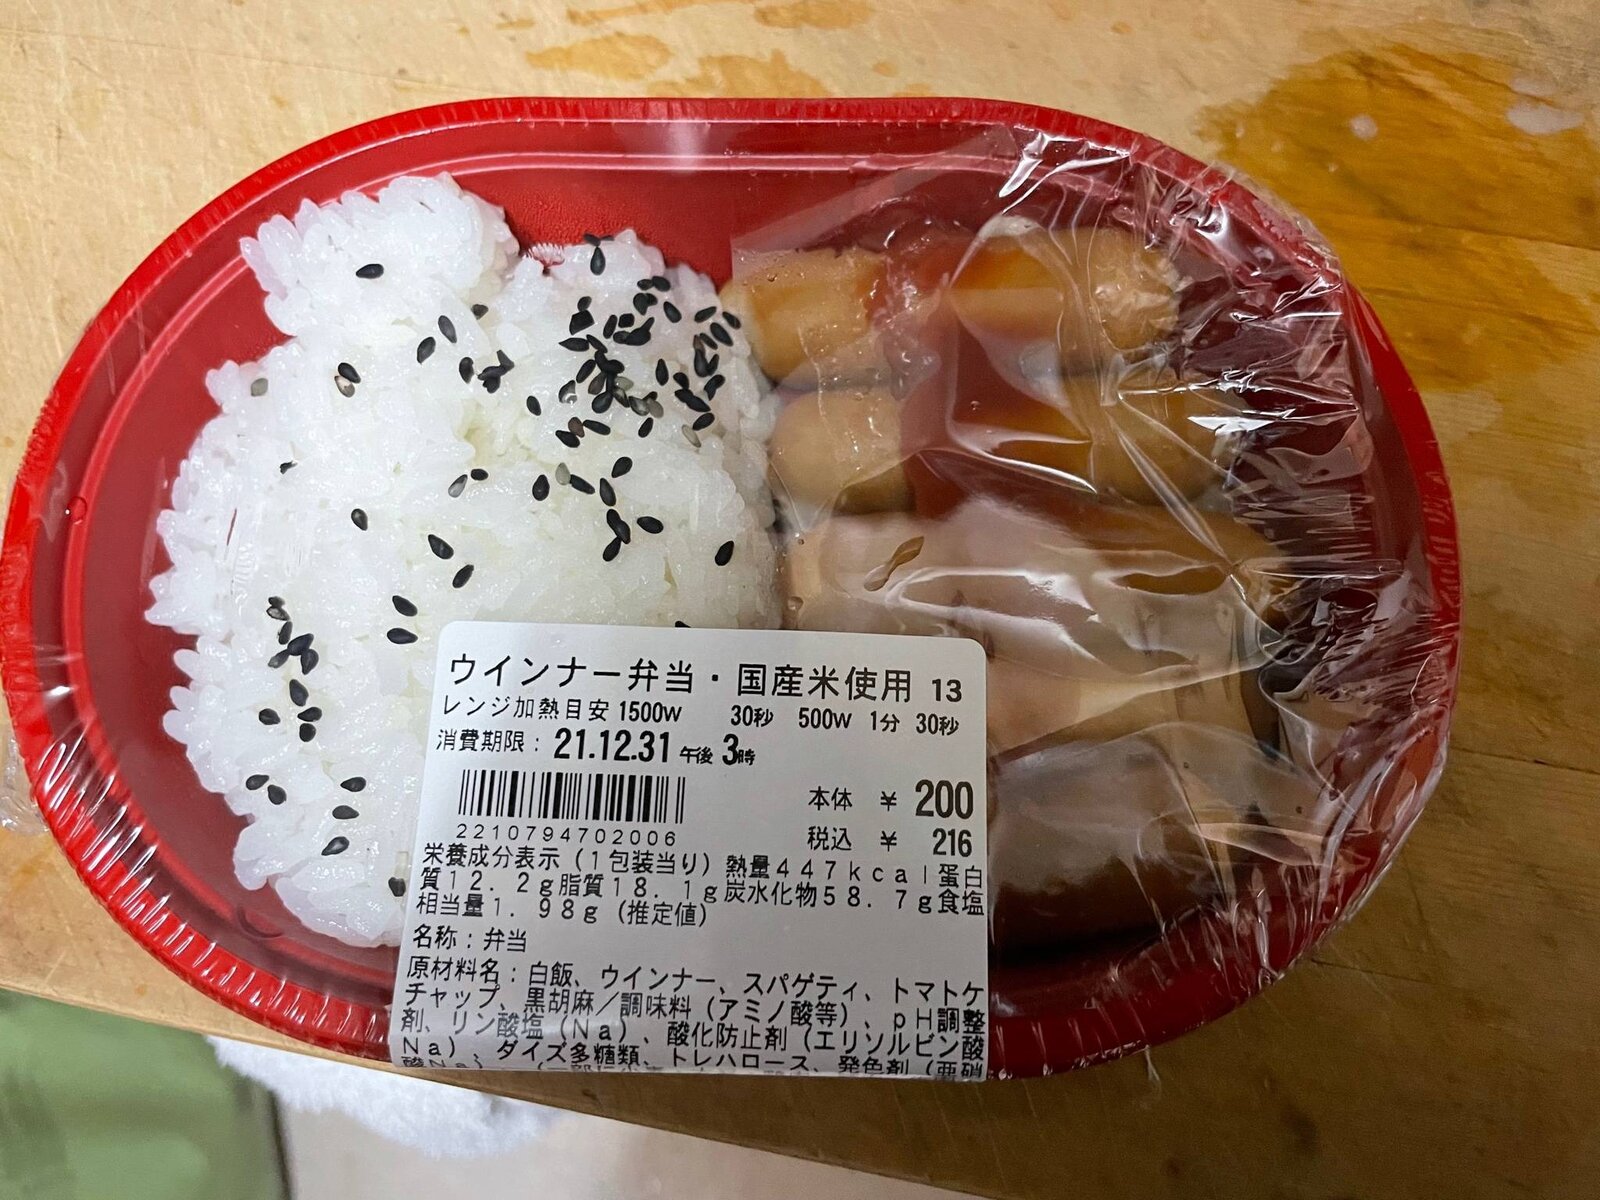 ウインナー弁当・国産米使用 13
レンジ加熱目安 1500W 30秒 500W 1分 30秒
消費期限: 21.12.31 午後 3時
本体 ¥ 200
2210794702006 税込 ¥ 216
栄養成分表示(1包装当り)熱量447kcal蛋白
質12.2g脂質18.1g炭水化物58.7g食塩
相当量1.98g(推定値)
名称:弁当
原材料名:白飯、ウインナー、スパゲティ、トマトケ
チャップ、黒胡麻/調味料(アミノ酸等)、pH調整
剤、リン酸塩(Na)、酸化防止剤(エリソルビン酸
Na)、ダイズ多糖類、トレハロース、発色剤(亜硝
酸Na)